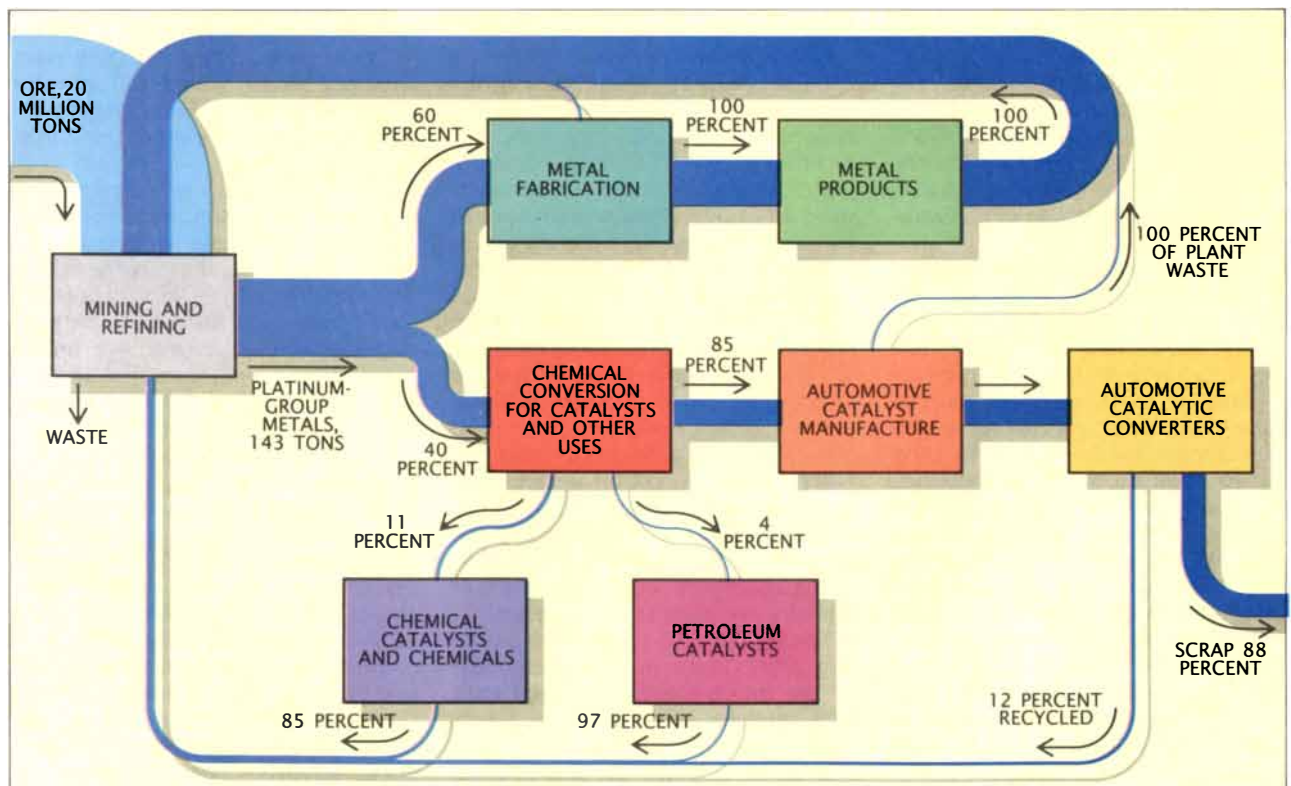 ORE, 20
MILLION
TONS
60
PERCENT
100
PERCENT
100
PERCENT
METAL
FABRICATION
METAL
PRODUCTS
100 PERCENT
OF PLANT
WASTE
MINING AND
REFINING
WASTE
PLATINUM-
GROUP
METALS,
143 TONS
40
PERCENT
CHEMICAL
CONVERSION
FOR CATALYSTS
AND OTHER
USES
85
PERCENT
AUTOMOTIVE
CATALYST
MANUFACTURE
AUTOMOTIVE
CATALYTIC
CONVERTERS
11
PERCENT
4
PERCENT
CHEMICAL
CATALYSTS
AND CHEMICALS
PETROLEUM
CATALYSTS
SCRAP 88
PERCENT
85 PERCENT
97 PERCENT
12 PERCENT
RECYCLED